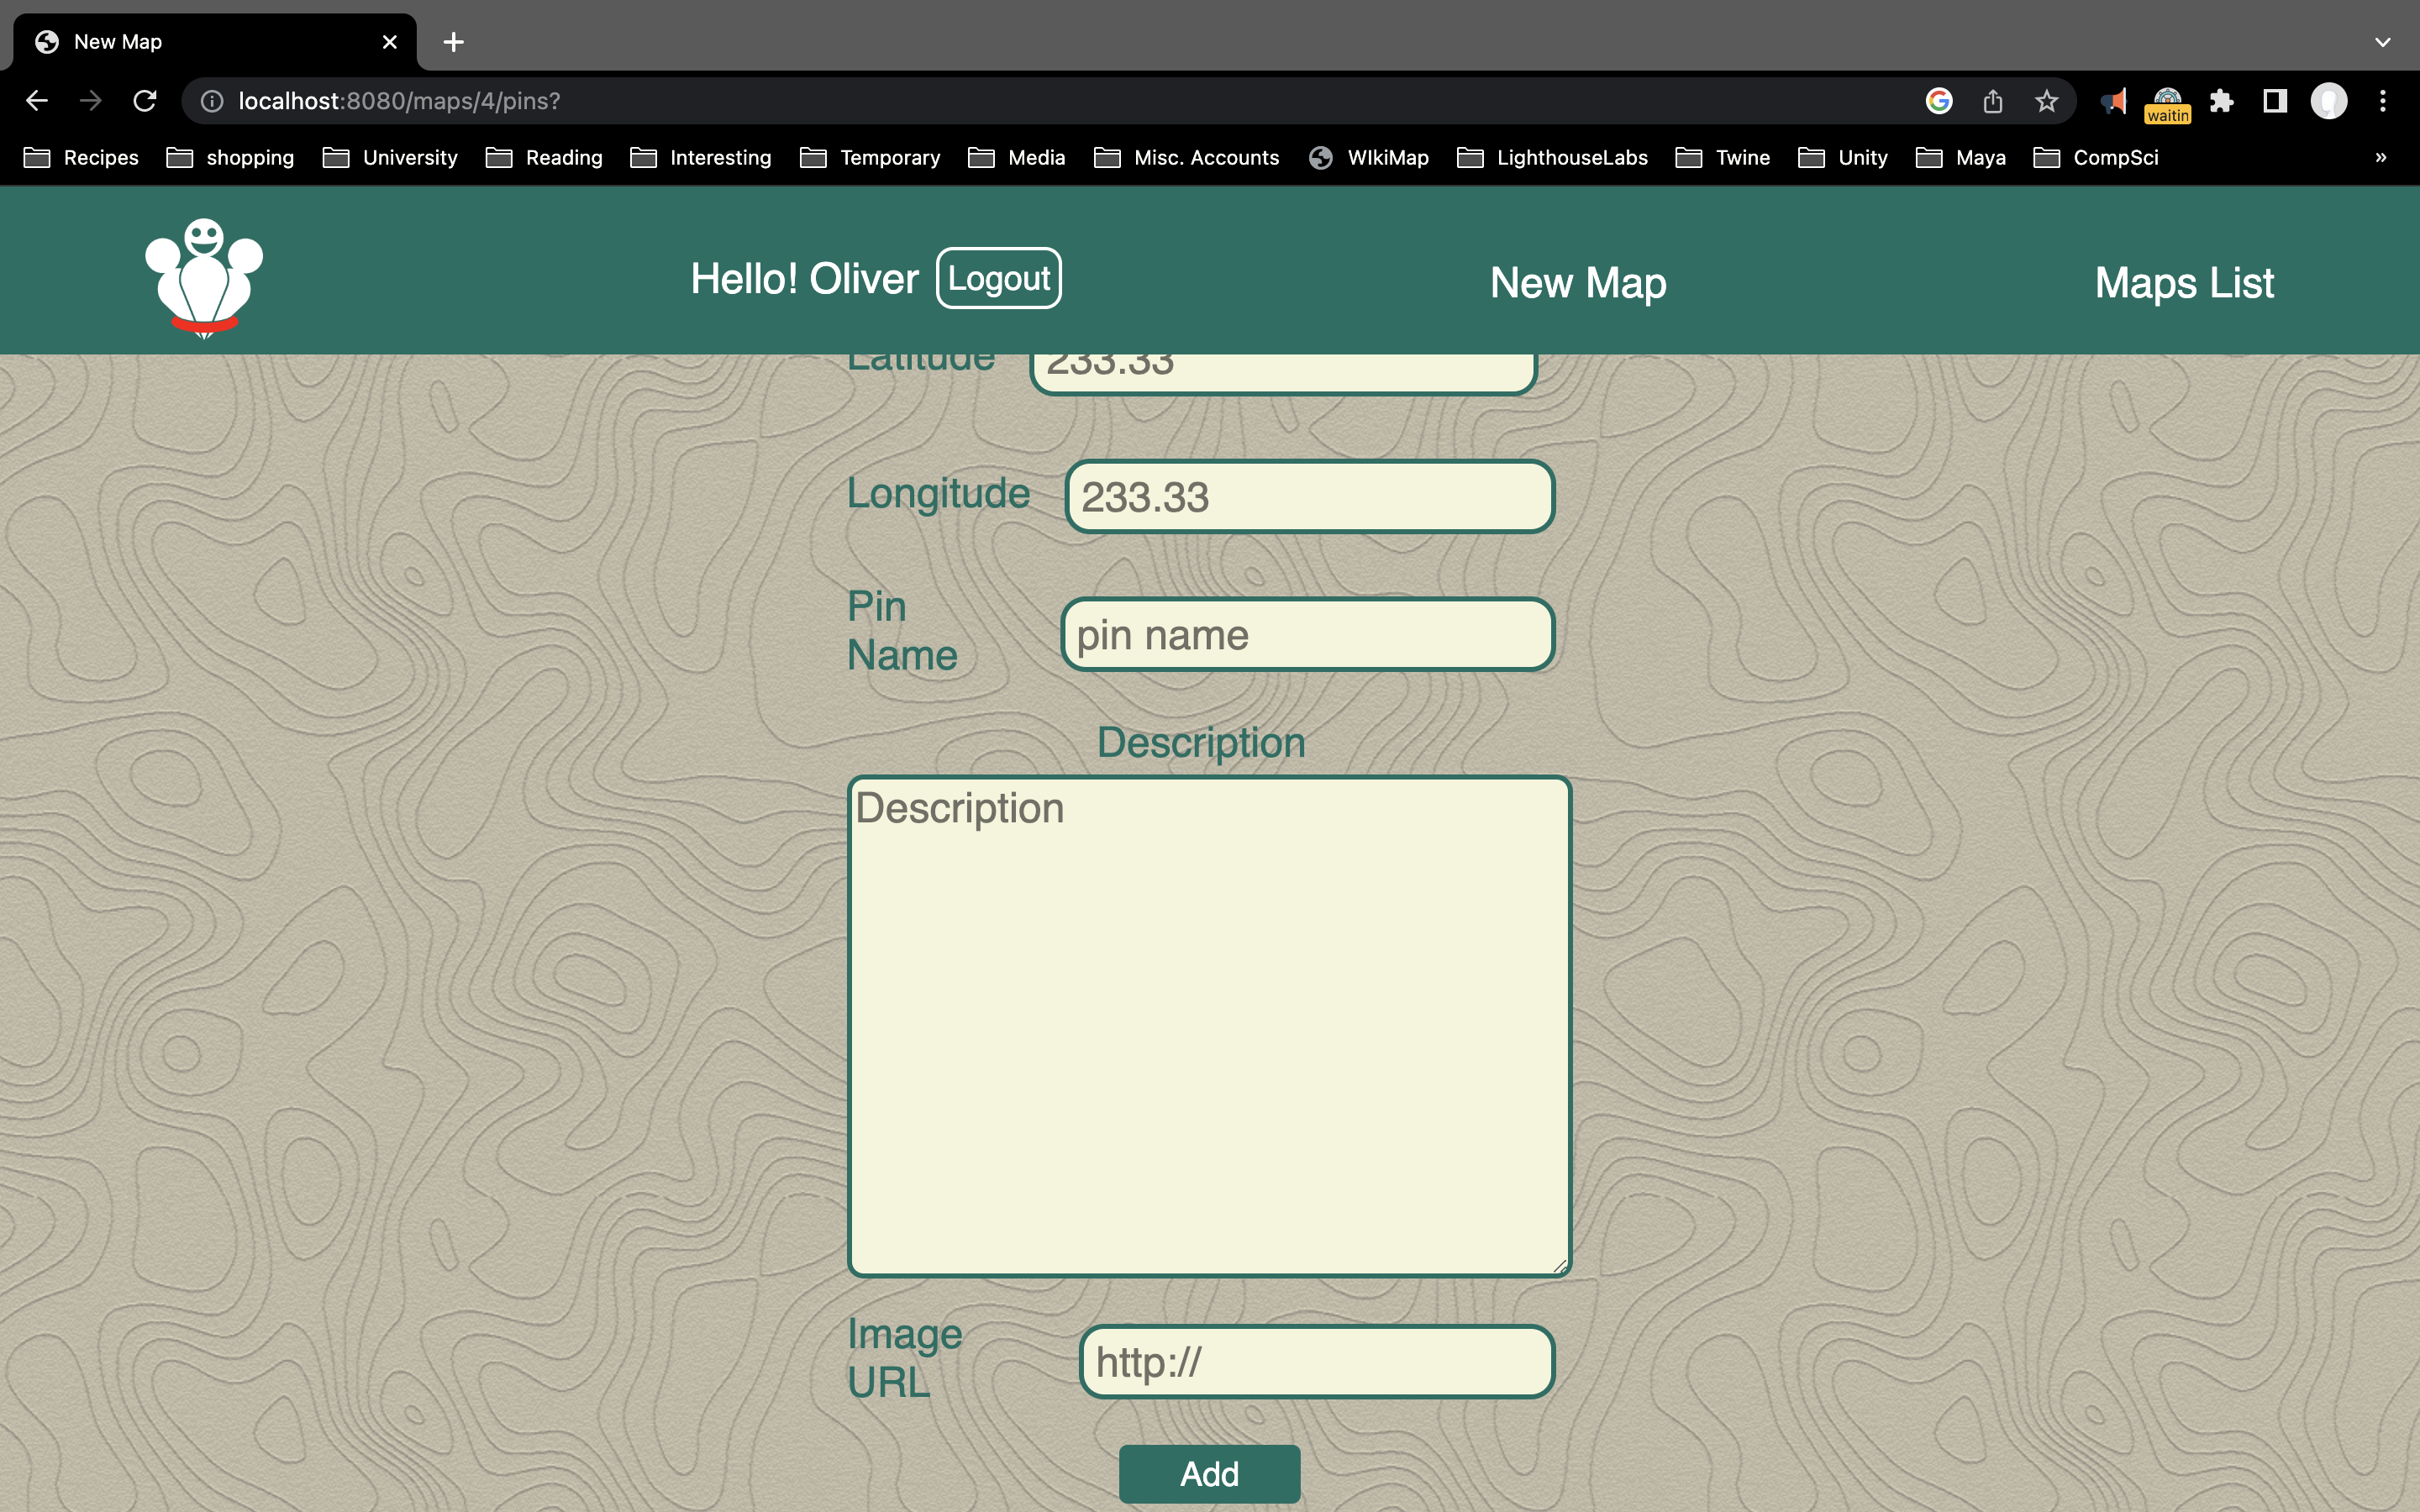 New Map
localhost:8080/maps/4/pins?
waitin
Recipes shopping University Reading Interesting Temporary Media Misc. Accounts WIkiMap LighthouseLabs Twine Unity Maya CompSci »
Hello! Oliver Logout New Map Maps List
Latitude 233.33
Longitude 233.33
Pin
Name
pin name
Description
Description
Image
URL
http://
Add